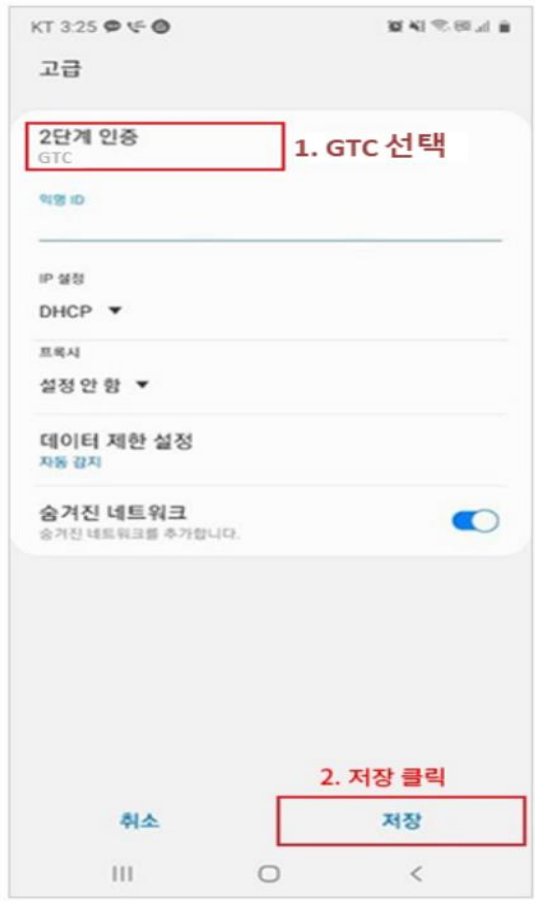 KT 3:25
고급
2단계 인증
GTC
1. GTC 선택
익명 ID
IP 설정
DHCP
프록시
설정 안 함
데이터 제한 설정
자동 감지
숨겨진 네트워크
숨겨진 네트워크를 추가합니다.
2. 저장 클릭
취소 저장